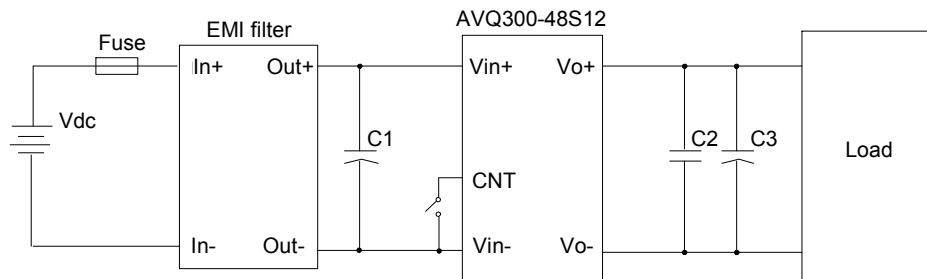 AVQ300-48S12
EMI filter
Fuse
In+ Out+ Vin+ Vo+
Vdc
C1 C2 C3 Load
CNT
In- Out- Vin- Vo-